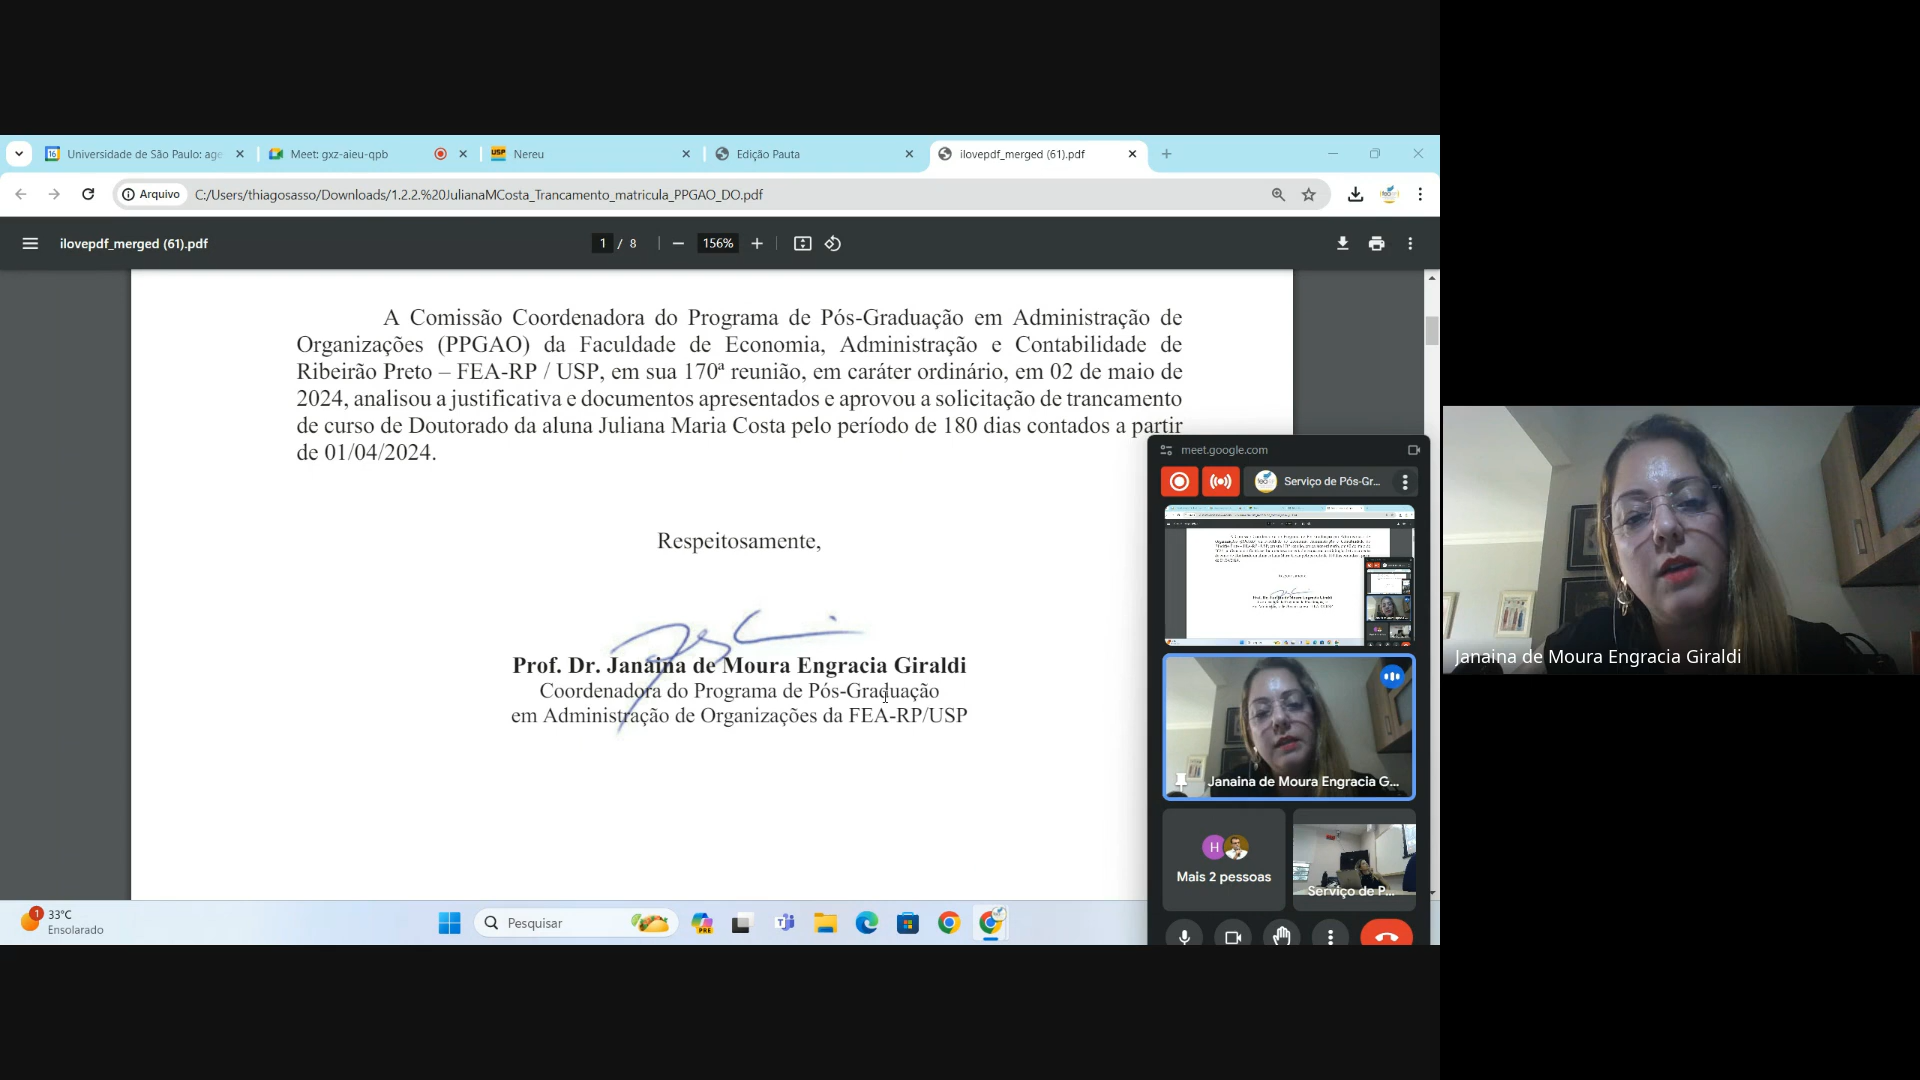 16 Universidade de São Paulo: age
Meet: gxz-aieu-qpb
USP Nereu
Edição Pauta
ilovepdf_merged (61).pdf
Arquivo
C:/Users/thiagosasso/Downloads/1.2.2.%20JulianaMCosta_Trancamento_matricula_PPGAO_DO.pdf
ilovepdf_merged (61).pdf
1 / 8
156%
A Comissão Coordenadora do Programa de Pós-Graduação em Administração de
Organizações (PPGAO) da Faculdade de Economia, Administração e Contabilidade de
Ribeirão Preto – FEA-RP / USP, em sua 170ª reunião, em caráter ordinário, em 02 de maio de
2024, analisou a justificativa e documentos apresentados e aprovou a solicitação de trancamento
de curso de Doutorado da aluna Juliana Maria Costa pelo período de 180 dias contados a partir
de 01/04/2024.
Respeitosamente,
Prof. Dr. Janaina de Moura Engracia Giraldi
Coordenadora do Programa de Pós-Graduação
em Administração de Organizações da FEA-RP/USP
meet.google.com
Serviço de Pós-Gr...
Janaina de Moura Engracia G...
H
Mais 2 pessoas
Serviço de P...
Janaina de Moura Engracia Giraldi
1
33°C
Ensolarado
Pesquisar
PRE